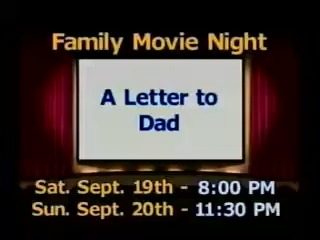 Family Movie Night
A Letter to
Dad
Sat. Sept. 19th - 8:00 PM
Sun. Sept. 20th - 11:30 PM